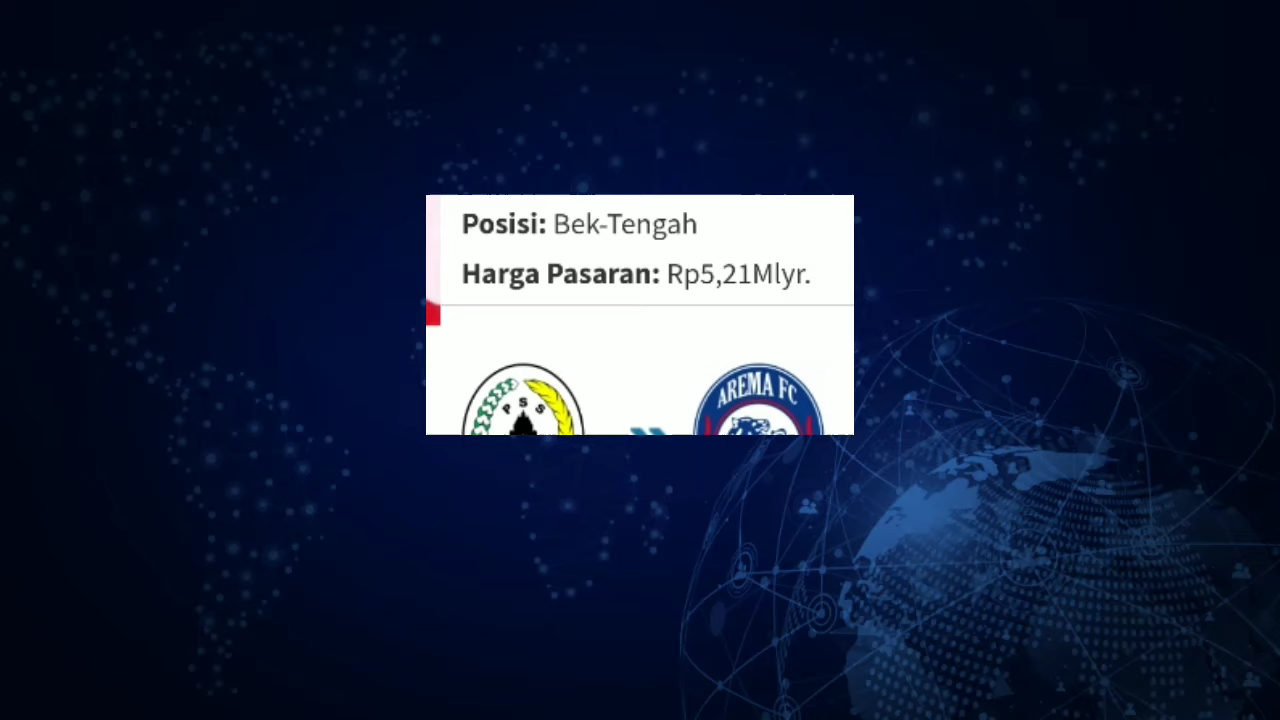 Posisi: Bek-Tengah
Harga Pasaran: Rp5,21Mlyr.
PSS
AREMA FC